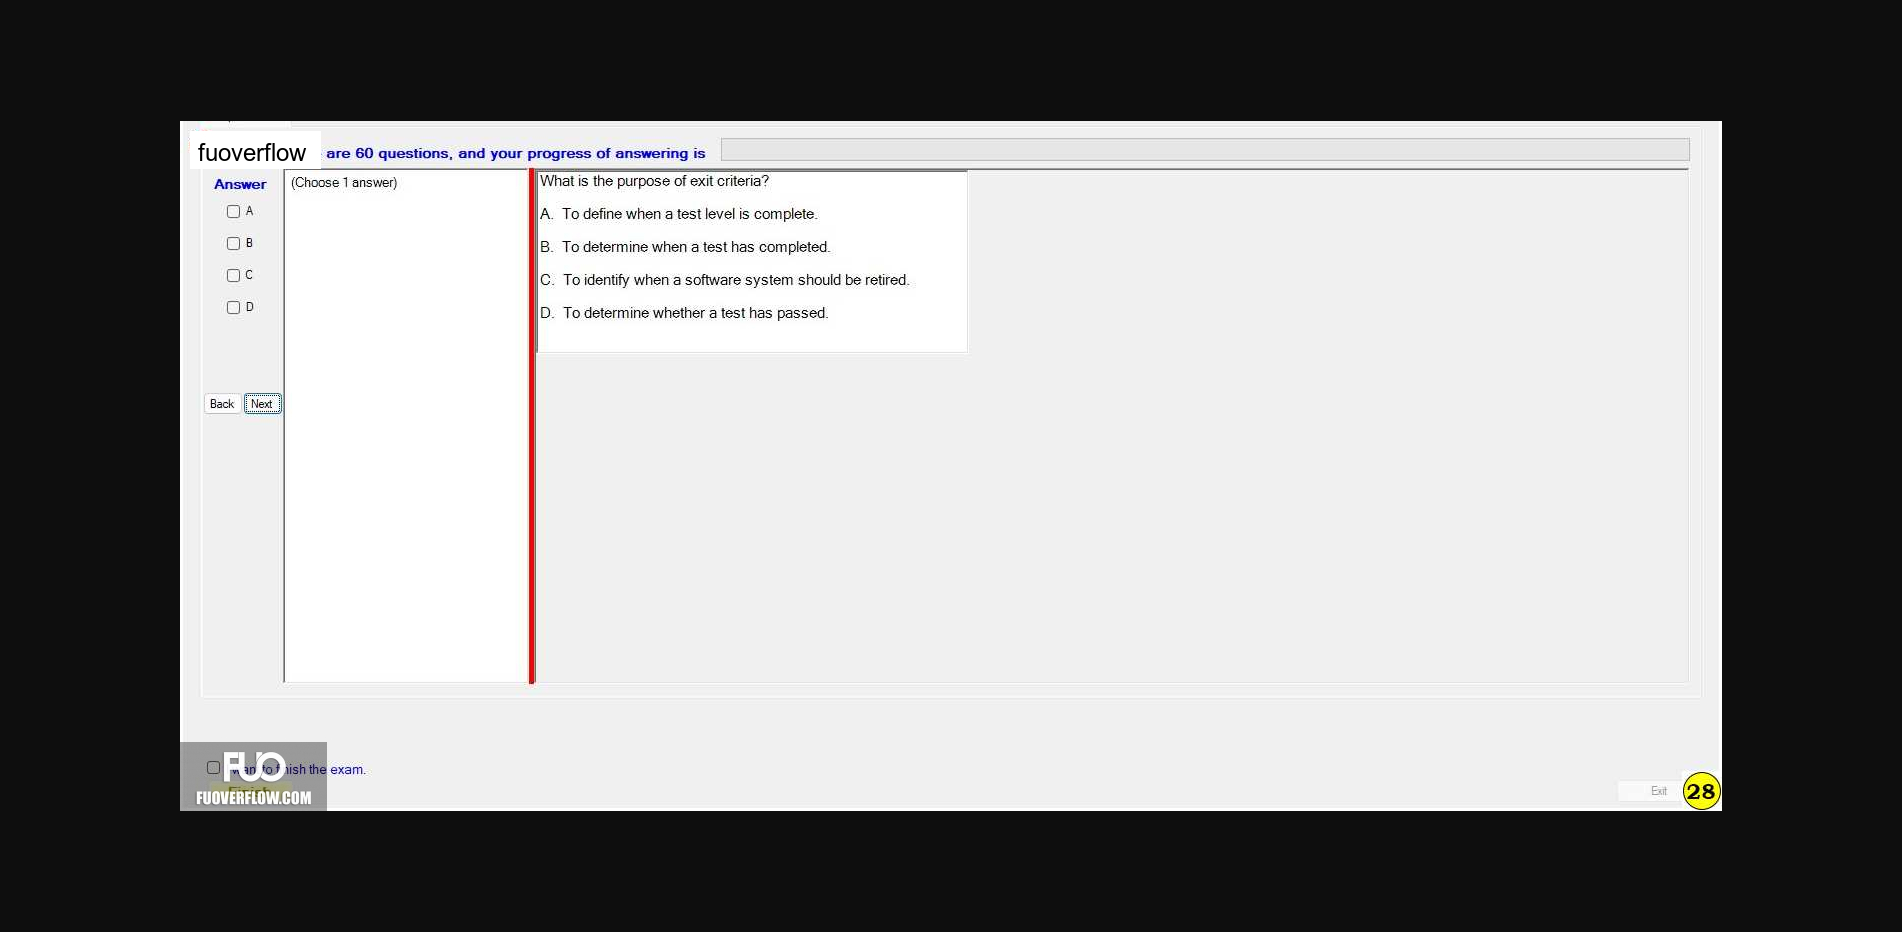 fuoverflow are 60 questions, and your progress of answering is
Answer
(Choose 1 answer)
A
B
C
D
Back Next
What is the purpose of exit criteria?
A. To define when a test level is complete.
B. To determine when a test has completed.
C. To identify when a software system should be retired.
D. To determine whether a test has passed.
FUO
want to finish the exam.
Finish
FUOVERFLOW.COM
Exit
28